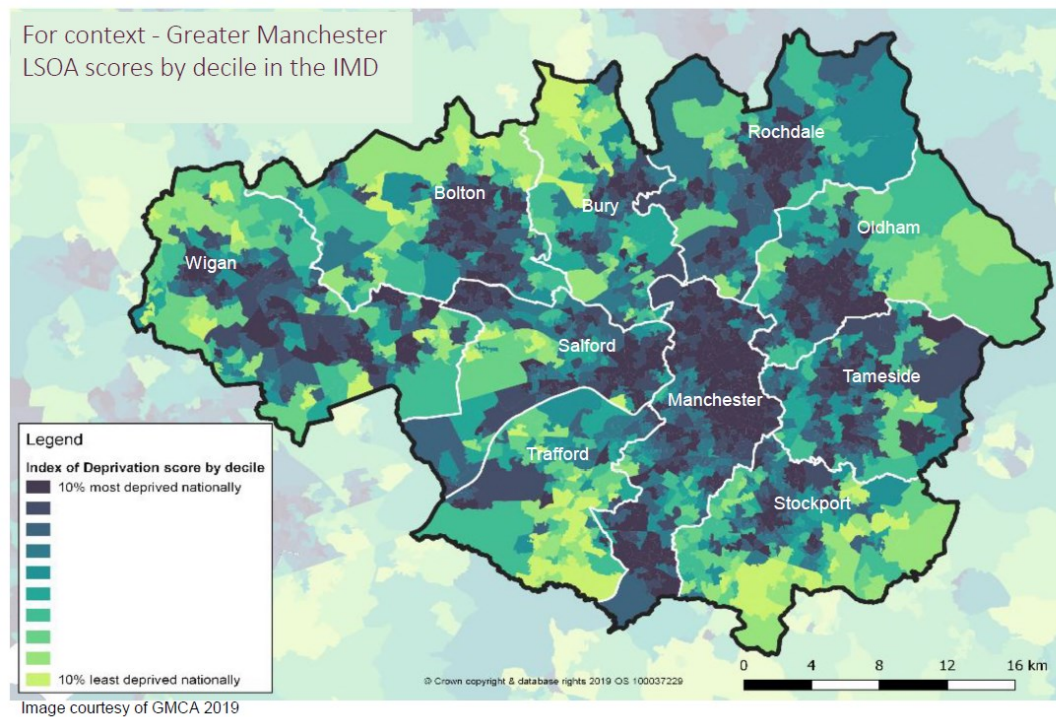 For context - Greater Manchester
LSOA scores by decile in the IMD
Rochdale
Bolton
Bury
Oldham
Wigan
Salford
Tameside
Manchester
Trafford
Stockport
Legend
Index of Deprivation score by decile
10% most deprived nationally
10% least deprived nationally
0 4 8 12 16 km
© Crown copyright & database rights 2019 OS 100037229
Image courtesy of GMCA 2019